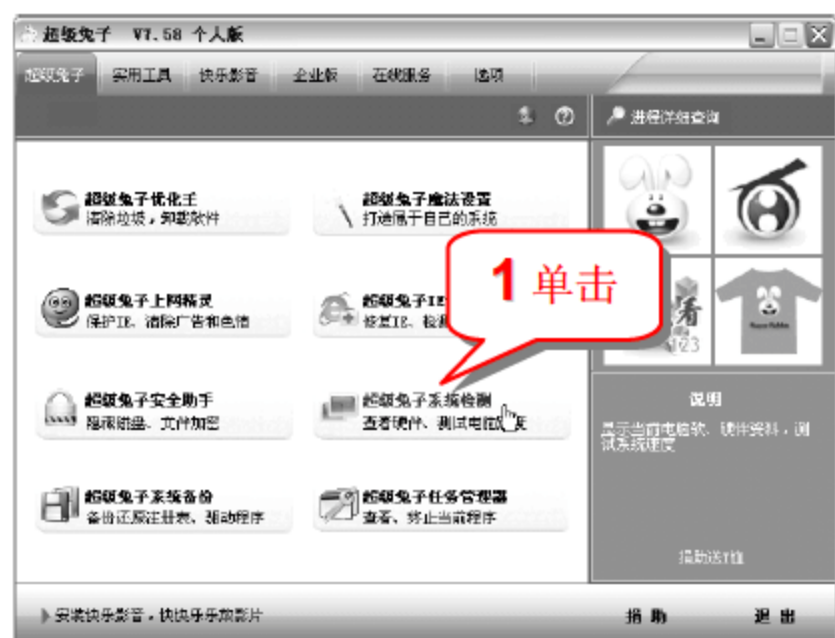 超级兔子 V7.58 个人版
超级兔子 实用工具 快乐影音 企业版 在线服务 选项
进程详细查询
超级兔子优化王
清除垃圾，卸载软件
超级兔子魔法设置
打造属于自己的系统
1 单击
超级兔子上网精灵
保护IE、清除广告和色情
超级兔子IE
修复IE、检测
看
123
超级兔子安全助手
隐藏磁盘、文件加密
超级兔子系统检测
查看硬件、测试电脑速度
说明
显示当前电脑软、硬件资料，测
试系统速度
超级兔子系统备份
备份还原注册表、驱动程序
超级兔子任务管理器
查看、终止当前程序
捐助送T恤
安装快乐影音，快快乐乐放影片
捐助
退出